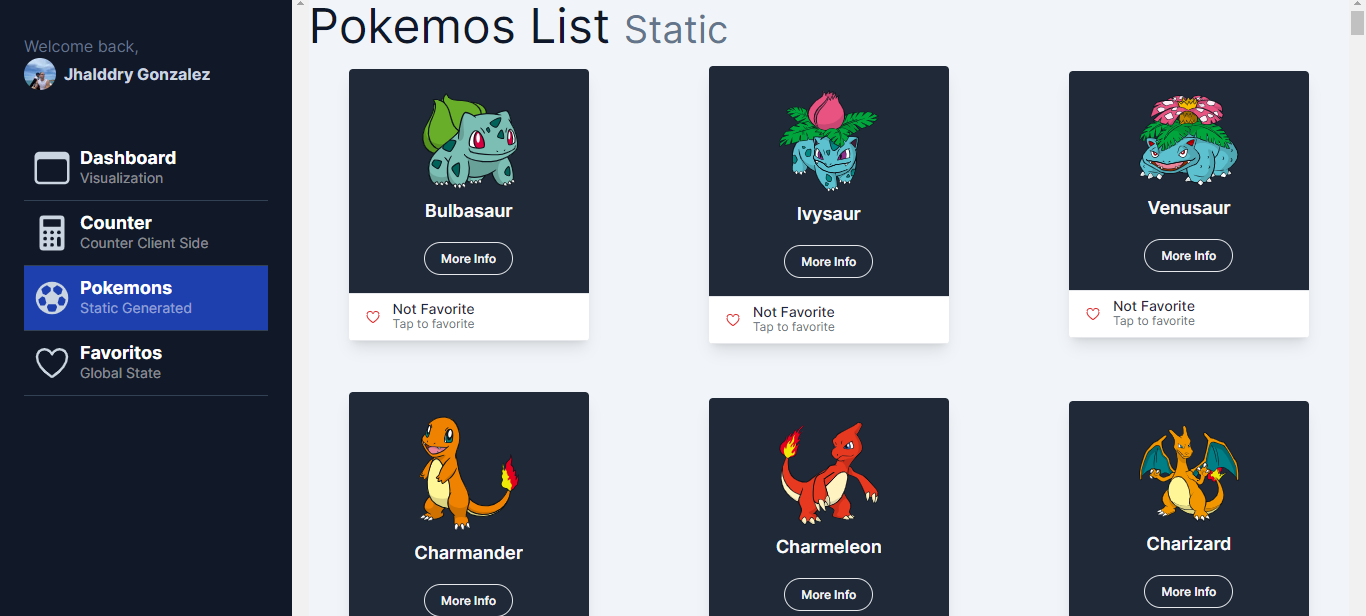 Welcome back,
Jhalddry Gonzalez
Dashboard
Visualization
Counter
Counter Client Side
Pokemons
Static Generated
Favoritos
Global State
Pokemos List Static
Bulbasaur
More Info
Not Favorite
Tap to favorite
Ivysaur
More Info
Not Favorite
Tap to favorite
Venusaur
More Info
Not Favorite
Tap to favorite
Charmander
More Info
Charmeleon
More Info
Charizard
More Info